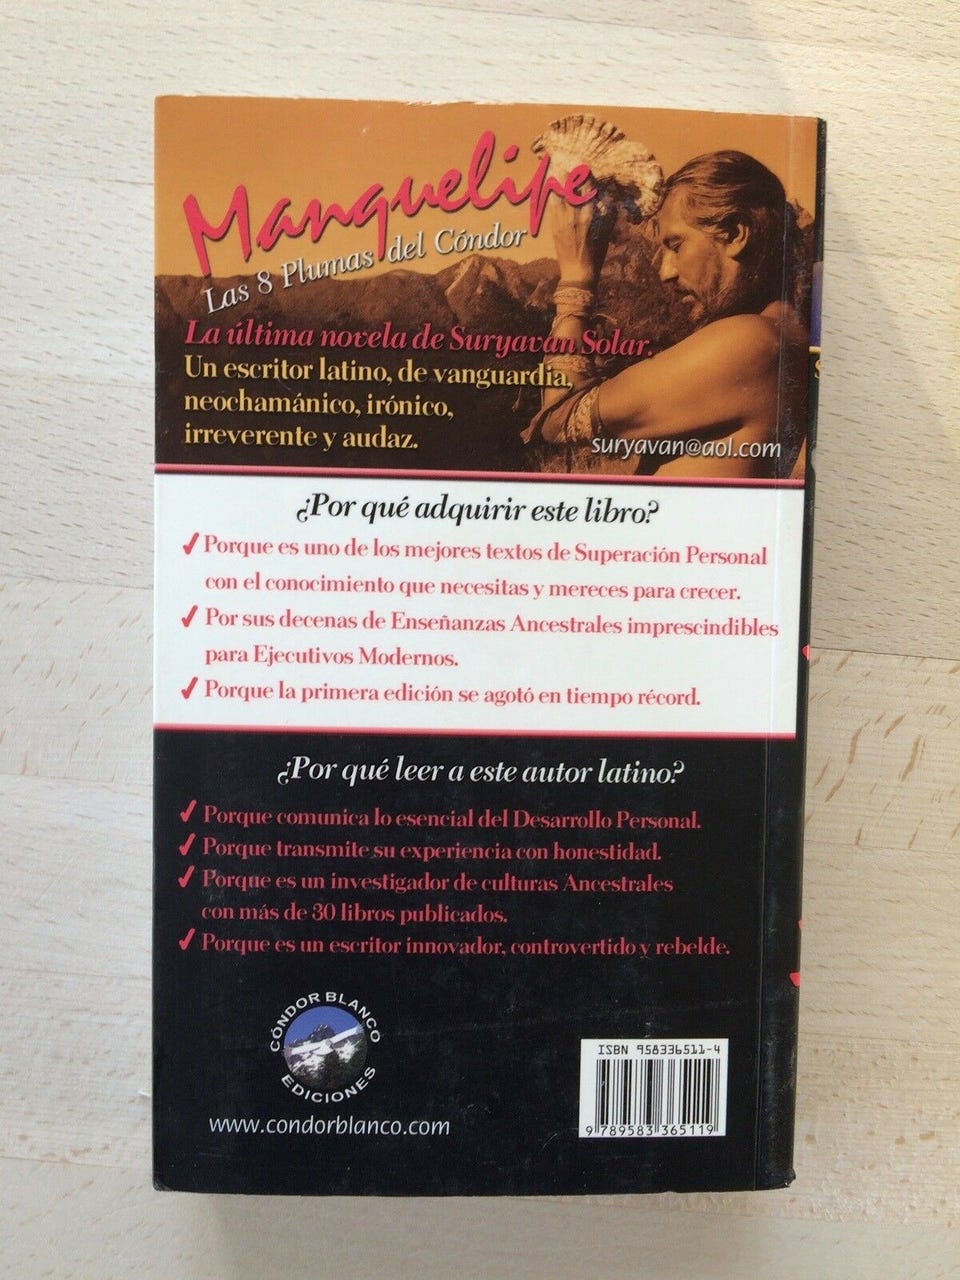 Manquelipe
Las 8 Plumas del Cóndor
La última novela de Suryavan Solar.
Un escritor latino, de vanguardia,
neochamánico, irónico,
irreverente y audaz.
suryavan@aol.com
¿Por qué adquirir este libro?
✓ Porque es uno de los mejores textos de Superación Personal
con el conocimiento que necesitas y mereces para crecer.
✓ Por sus decenas de Enseñanzas Ancestrales imprescindibles
para Ejecutivos Modernos.
✓ Porque la primera edición se agotó en tiempo récord.
¿Por qué leer a este autor latino?
✓ Porque comunica lo esencial del Desarrollo Personal.
✓ Porque transmite su experiencia con honestidad.
✓ Porque es un investigador de culturas Ancestrales
con más de 30 libros publicados.
✓ Porque es un escritor innovador, controvertido y rebelde.
CÓNDOR BLANCO
EDICIONES
www.condorblanco.com
ISBN 958336511-4
9 789583 365119